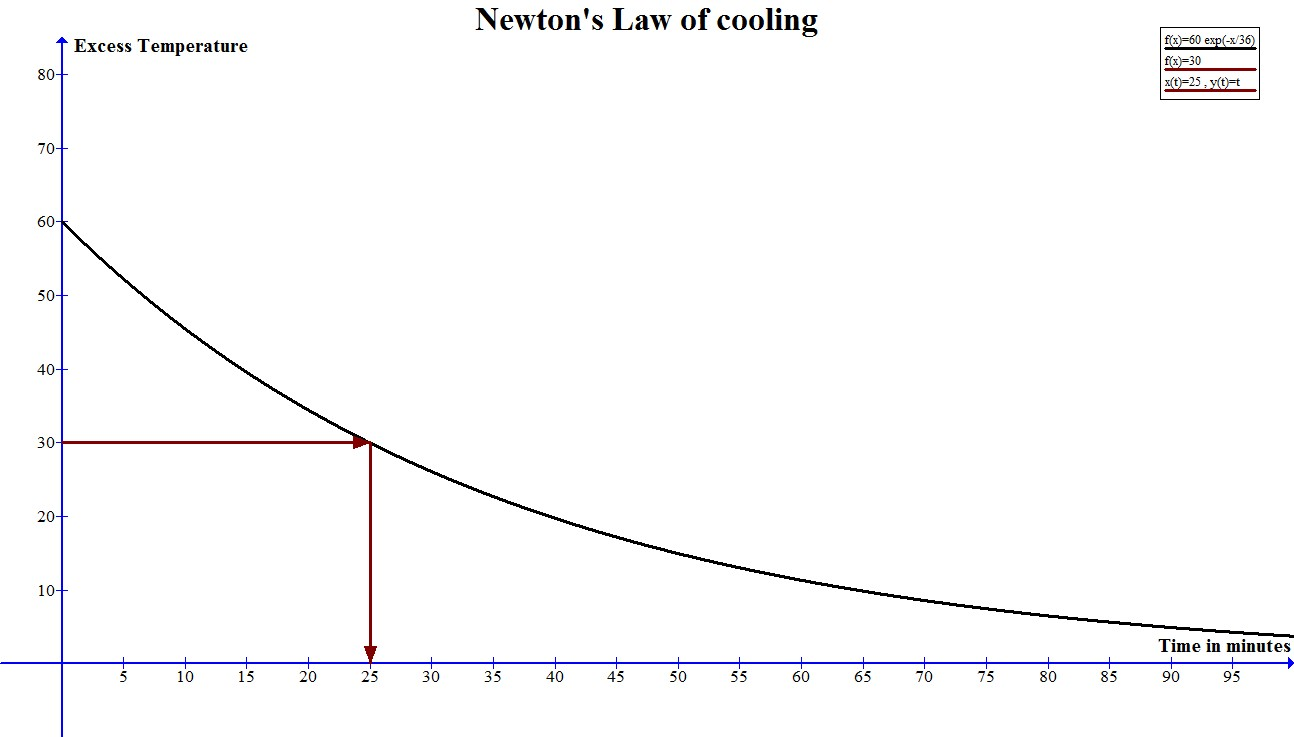 Newton's Law of cooling
Excess Temperature
f(x)=60 exp(-x/36)
f(x)=30
x(t)=25 , y(t)=t
80
70
60
50
40
30
20
10
Time in minutes
5 10 15 20 25 30 35 40 45 50 55 60 65 70 75 80 85 90 95